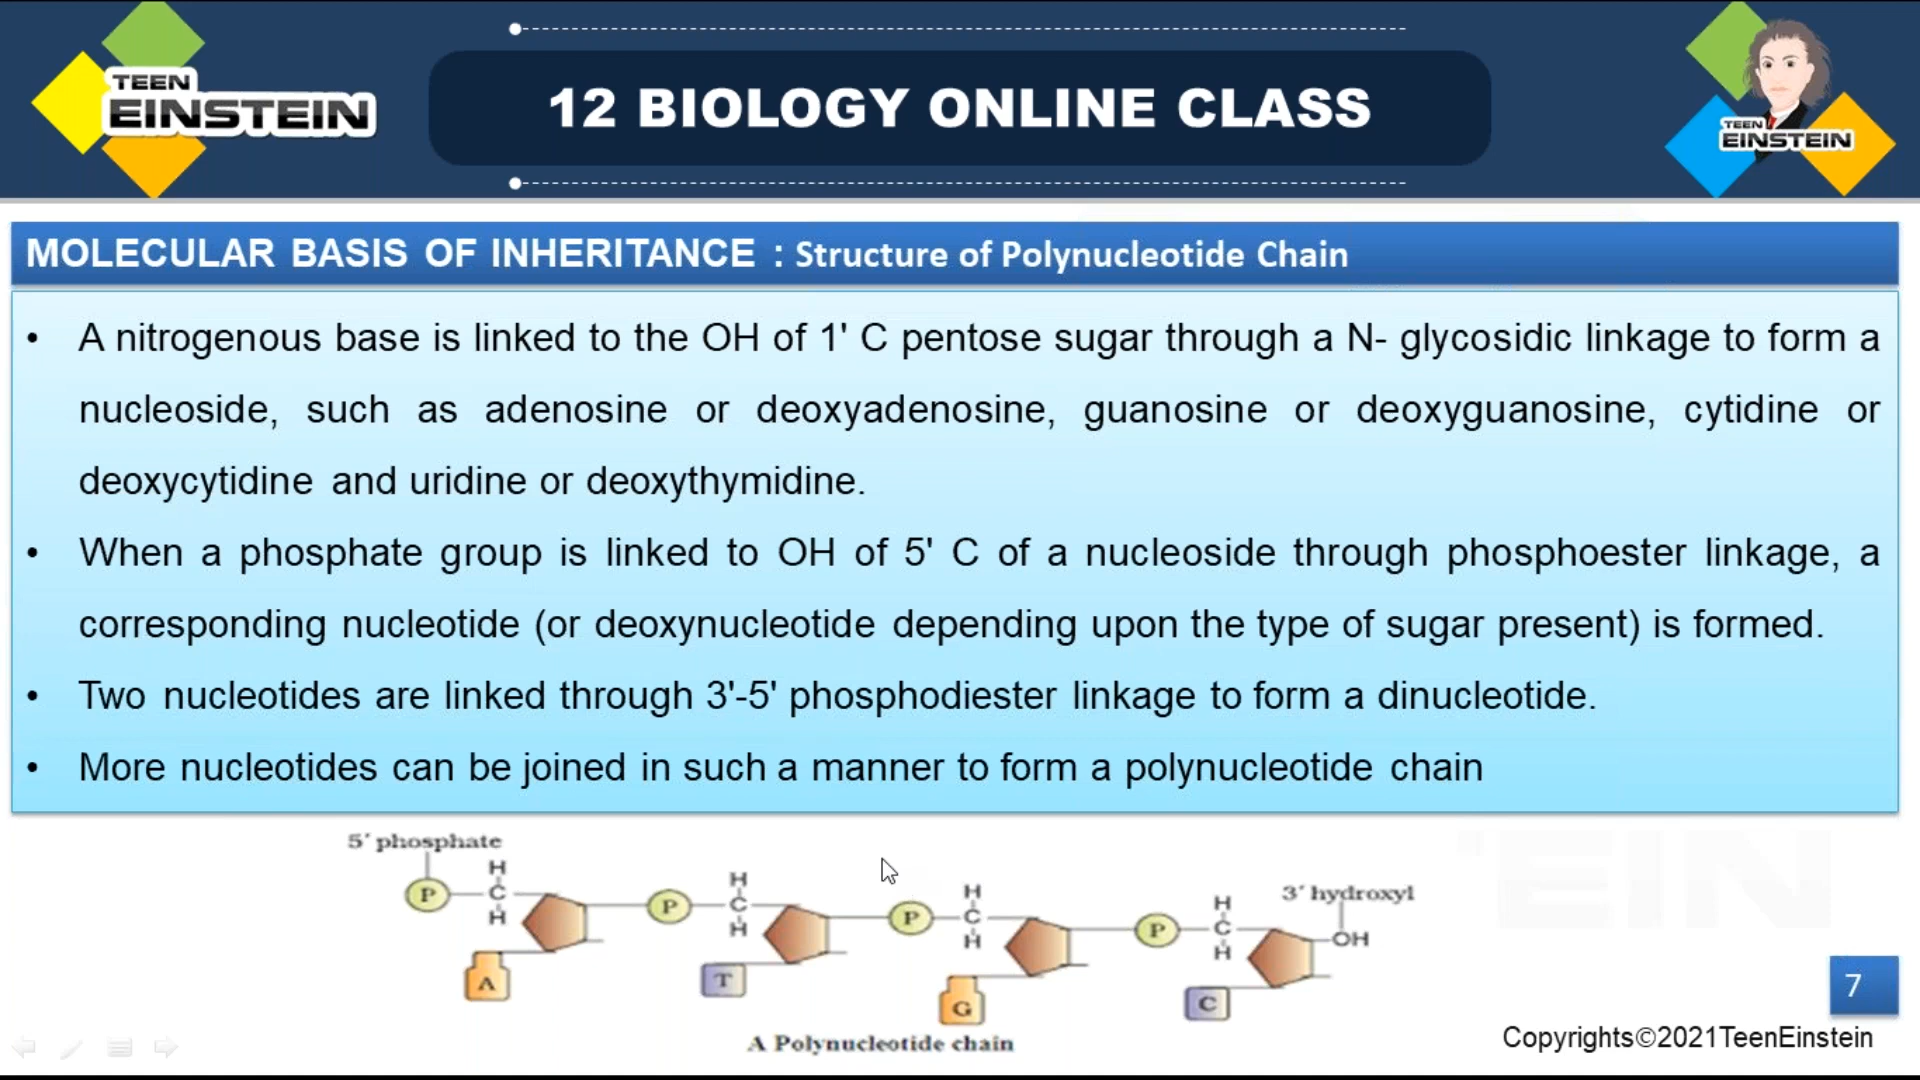 TEEN
EINSTEIN
12 BIOLOGY ONLINE CLASS
TEEN
EINSTEIN
MOLECULAR BASIS OF INHERITANCE : Structure of Polynucleotide Chain
• A nitrogenous base is linked to the OH of 1' C pentose sugar through a N- glycosidic linkage to form a
nucleoside, such as adenosine or deoxyadenosine, guanosine or deoxyguanosine, cytidine or
deoxycytidine and uridine or deoxythymidine.
• When a phosphate group is linked to OH of 5' C of a nucleoside through phosphoester linkage, a
corresponding nucleotide (or deoxynucleotide depending upon the type of sugar present) is formed.
• Two nucleotides are linked through 3'-5' phosphodiester linkage to form a dinucleotide.
• More nucleotides can be joined in such a manner to form a polynucleotide chain
5′ phosphate
P
H
C
H
A
P
H
C
H
T
P
H
C
H
G
P
H
C
H
C
3′ hydroxyl
OH
A Polynucleotide chain
'EIN
7
Copyrights©2021TeenEinstein